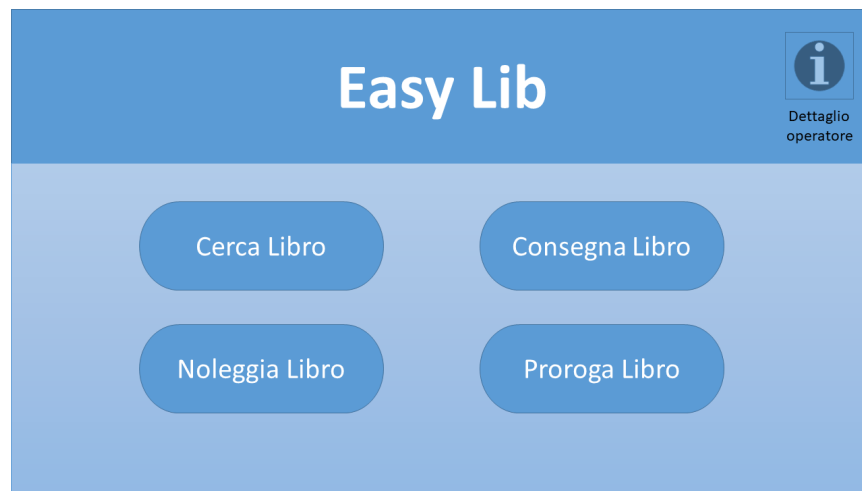 Easy Lib
Dettaglio
operatore
Cerca Libro
Consegna Libro
Noleggia Libro
Proroga Libro